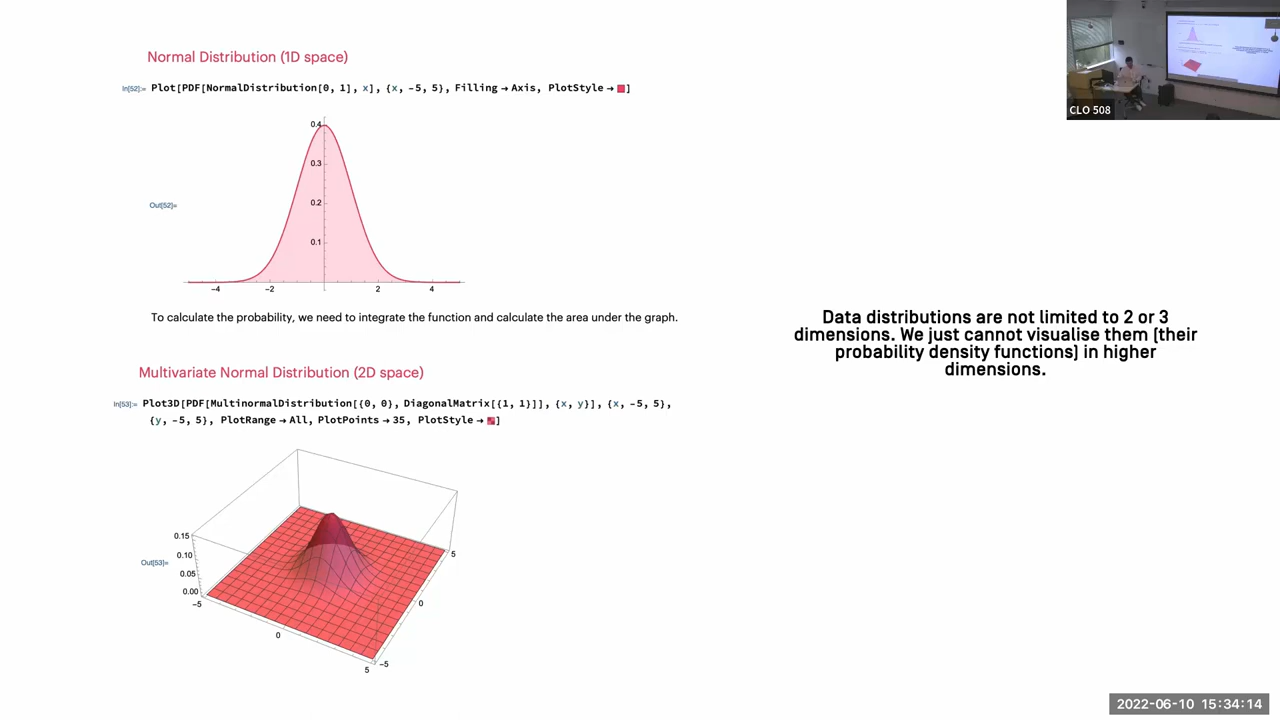 Normal Distribution (1D space)
In[52]:= Plot[PDF[NormalDistribution[0, 1], x], {x, -5, 5}, Filling → Axis, PlotStyle → ]
0.4
0.3
Out[52]=
0.2
0.1
-4 -2 2 4
To calculate the probability, we need to integrate the function and calculate the area under the graph.
Multivariate Normal Distribution (2D space)
In[53]:= Plot3D[PDF[MultinormalDistribution[{0, 0}, DiagonalMatrix[{1, 1}]], {x, y}], {x, -5, 5},
{y, -5, 5}, PlotRange → All, PlotPoints → 35, PlotStyle → ]
0.15
0.10
Out[53]=
0.05
0.00
-5
0
5
-5
0
5
Data distributions are not limited to 2 or 3
dimensions. We just cannot visualise them (their
probability density functions) in higher
dimensions.
CLO 508
2022-06-10 15:34:14